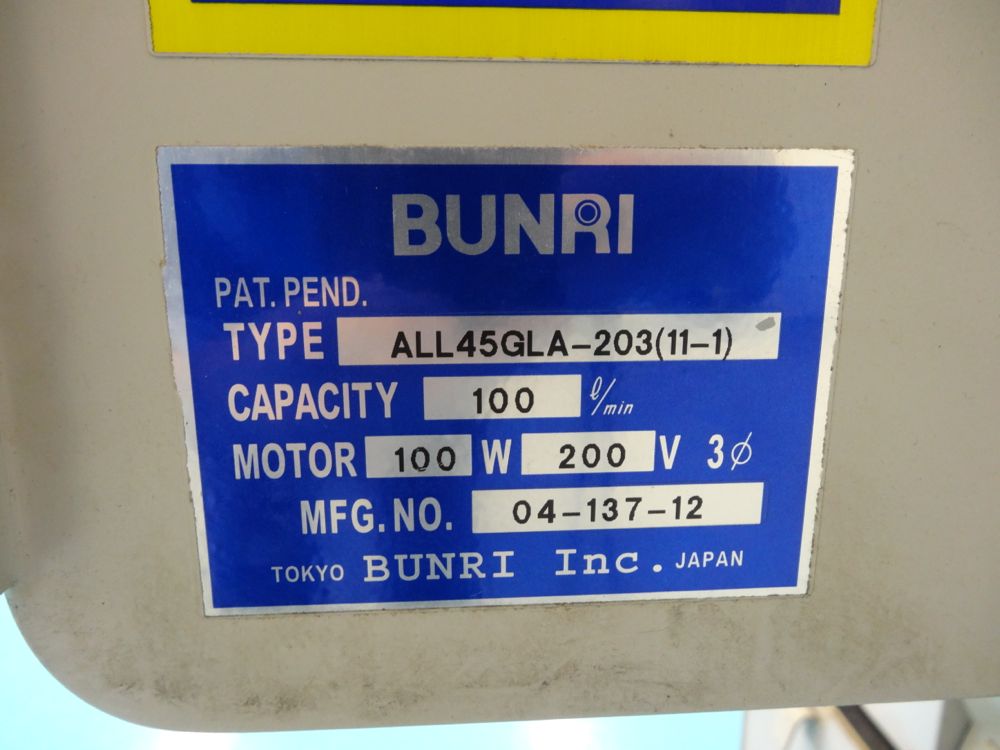 BUNRI
PAT. PEND.
TYPE ALL45GLA-203(11-1)
CAPACITY 100 ℓ/min
MOTOR 100 W 200 V 3∅
MFG.NO. 04-137-12
TOKYO BUNRI Inc. JAPAN